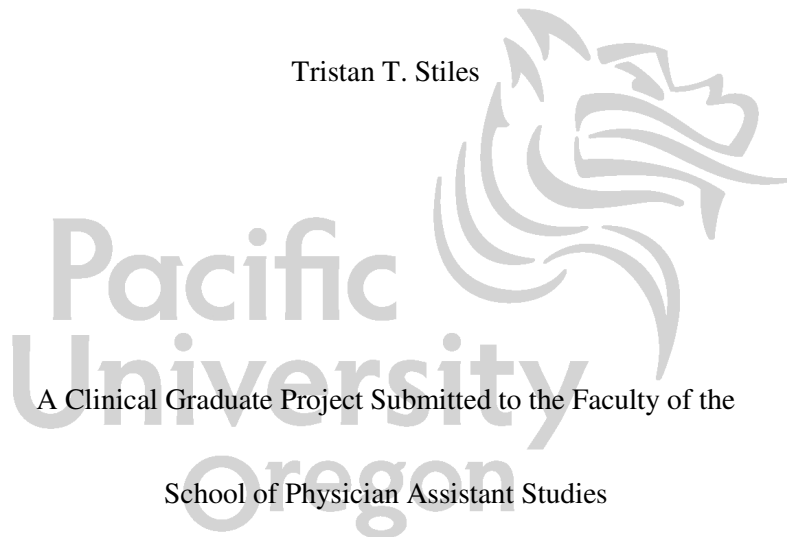 Tristan T. Stiles
Pacific
University
A Clinical Graduate Project Submitted to the Faculty of the
Oregon
School of Physician Assistant Studies